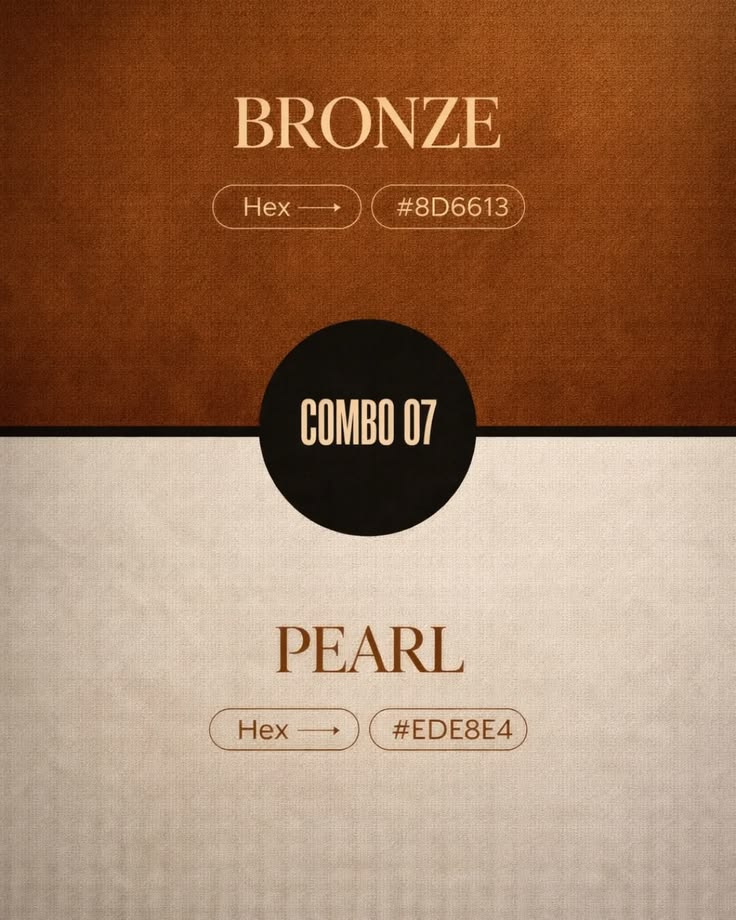 BRONZE
Hex → #8D6613
COMBO 07
PEARL
Hex → #EDE8E4